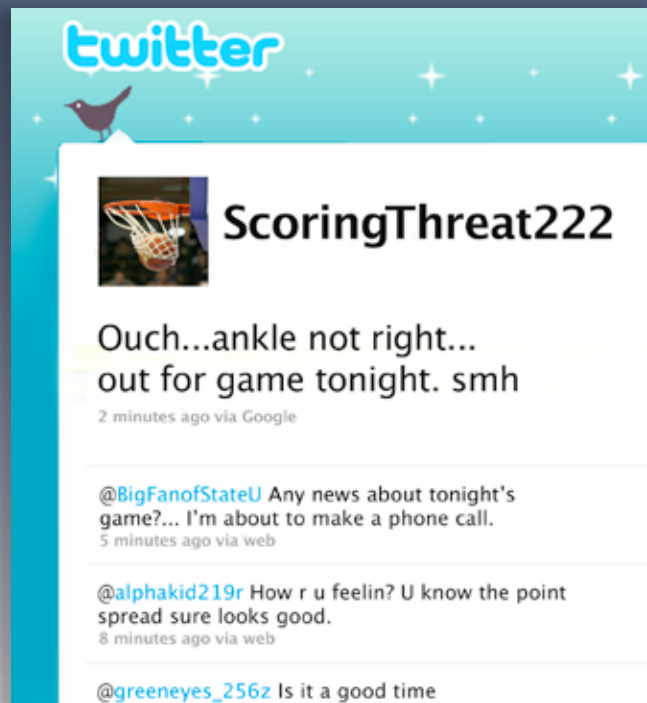 twitter
ScoringThreat222
Ouch...ankle not right...
out for game tonight. smh
2 minutes ago via Google
@BigFanofStateU Any news about tonight's
game?... I'm about to make a phone call.
5 minutes ago via web
@alphakid219r How r u feelin? U know the point
spread sure looks good.
8 minutes ago via web
@greeneyes_256z Is it a good time